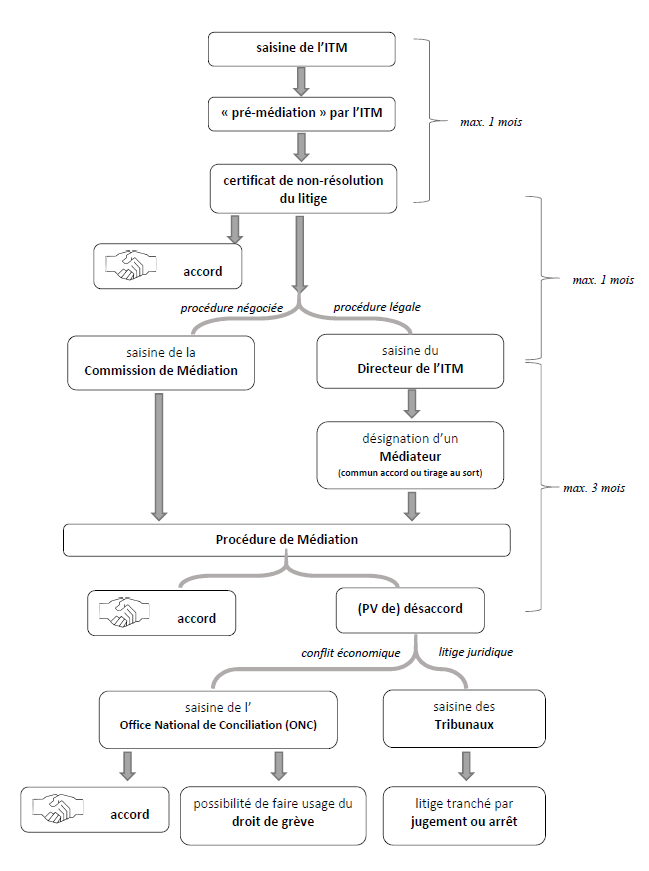 saisine de l’ITM
« pré-médiation » par l’ITM
max. 1 mois
certificat de non-résolution
du litige
accord
max. 1 mois
procédure négociée
procédure légale
saisine de la
Commission de Médiation
saisine du
Directeur de l’ITM
désignation d’un
Médiateur
(commun accord ou tirage au sort)
max. 3 mois
Procédure de Médiation
accord
(PV de) désaccord
conflit économique
litige juridique
saisine de l’
Office National de Conciliation (ONC)
saisine des
Tribunaux
accord
possibilité de faire usage du
droit de grève
litige tranché par
jugement ou arrêt